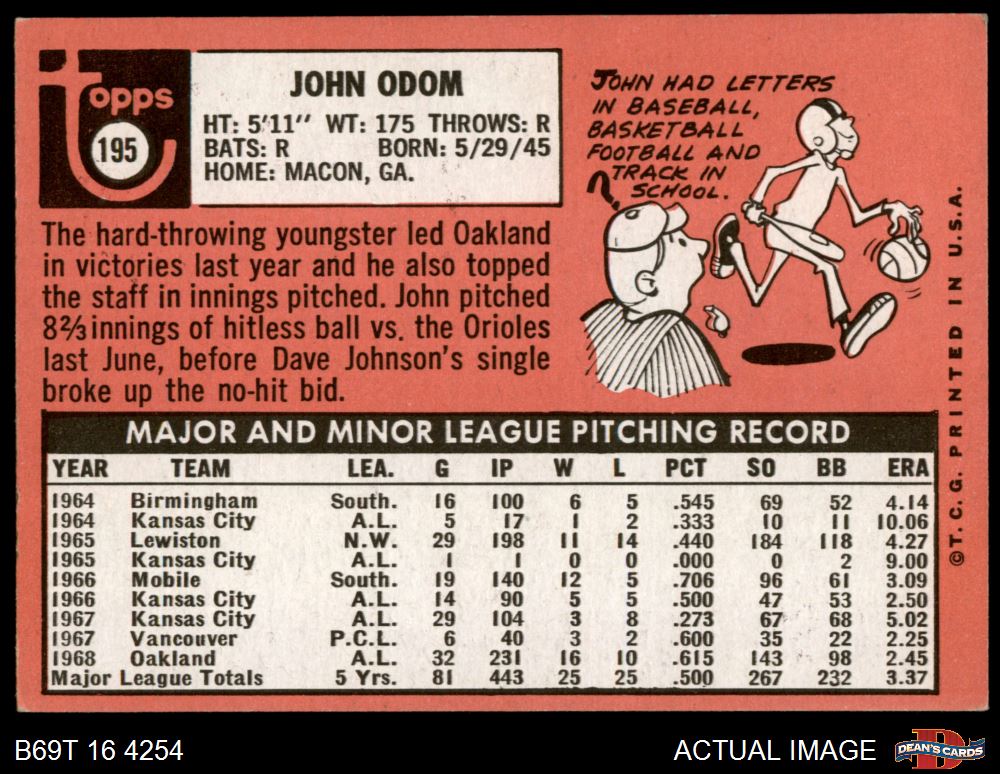 Topps
195
JOHN ODOM
HT: 5'11" WT: 175 THROWS: R
BATS: R BORN: 5/29/45
HOME: MACON, GA.
The hard-throwing youngster led Oakland
in victories last year and he also topped
the staff in innings pitched. John pitched
8⅔ innings of hitless ball vs. the Orioles
last June, before Dave Johnson's single
broke up the no-hit bid.
JOHN HAD LETTERS
IN BASEBALL,
BASKETBALL
FOOTBALL AND
TRACK IN
SCHOOL.
?
MAJOR AND MINOR LEAGUE PITCHING RECORD
YEAR TEAM LEA. G IP W L PCT SO BB ERA
1964 Birmingham South. 16 100 6 5 .545 69 52 4.14
1964 Kansas City A.L. 5 17 1 2 .333 10 11 10.06
1965 Lewiston N.W. 29 198 11 14 .440 184 118 4.27
1965 Kansas City A.L. 1 1 0 0 .000 0 2 9.00
1966 Mobile South. 19 140 12 5 .706 96 61 3.09
1966 Kansas City A.L. 14 90 5 5 .500 47 53 2.50
1967 Kansas City A.L. 29 104 3 8 .273 67 68 5.02
1967 Vancouver P.C.L. 6 40 3 2 .600 35 22 2.25
1968 Oakland A.L. 32 231 16 10 .615 143 98 2.45
Major League Totals 5 Yrs. 81 443 25 25 .500 267 232 3.37
©T. C. G. PRINTED IN U.S.A.
B69T 16 4254
ACTUAL IMAGE
D
DEAN'S CARDS